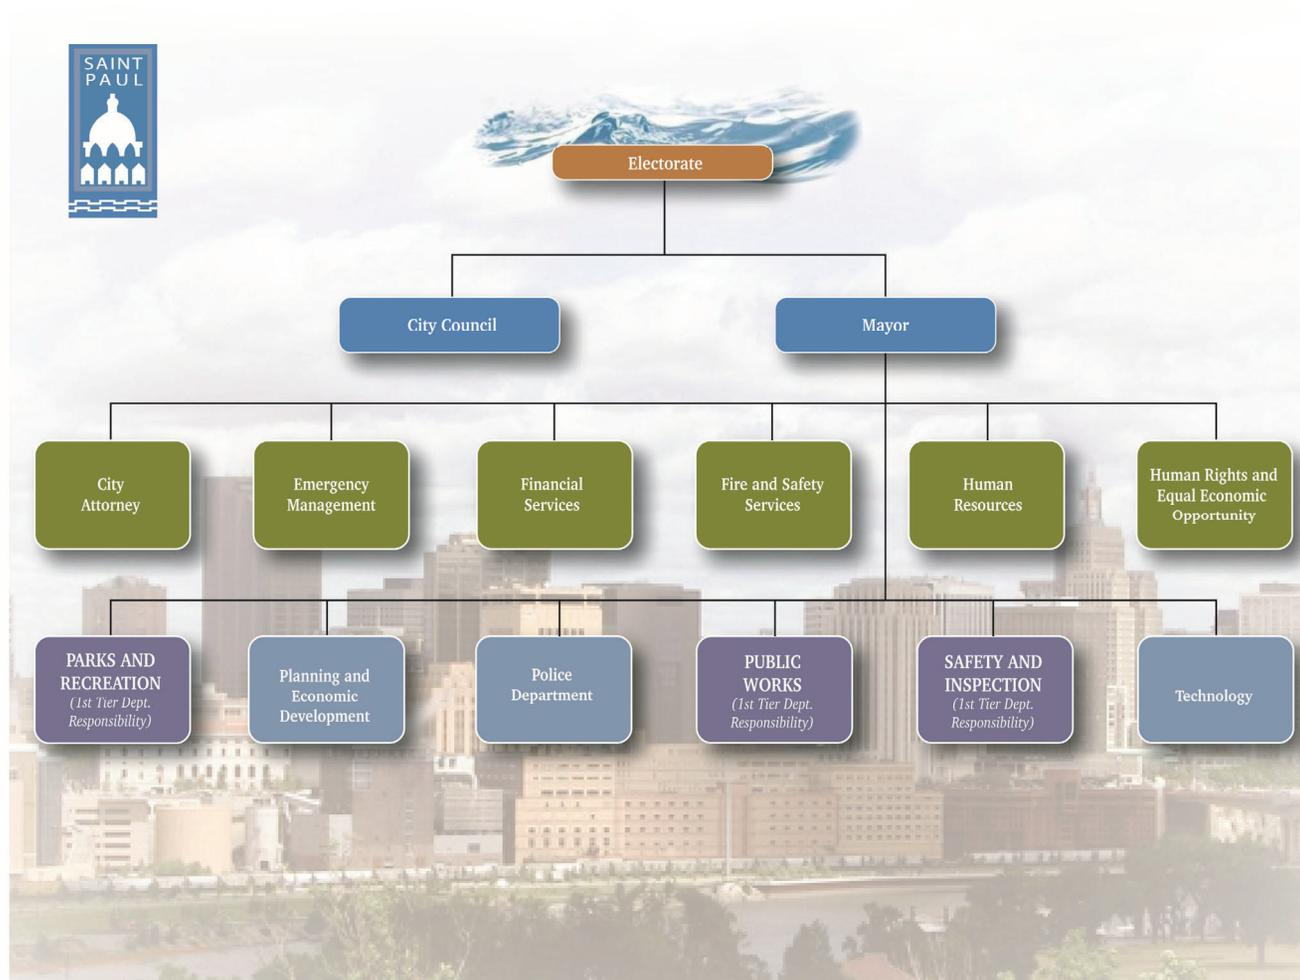 SAINT
PAUL
Electorate
City Council
Mayor
City
Attorney
Emergency
Management
Financial
Services
Fire and Safety
Services
Human
Resources
Human Rights and
Equal Economic
Opportunity
PARKS AND
RECREATION
(1st Tier Dept.
Responsibility)
Planning and
Economic
Development
Police
Department
PUBLIC
WORKS
(1st Tier Dept.
Responsibility)
SAFETY AND
INSPECTION
(1st Tier Dept.
Responsibility)
Technology